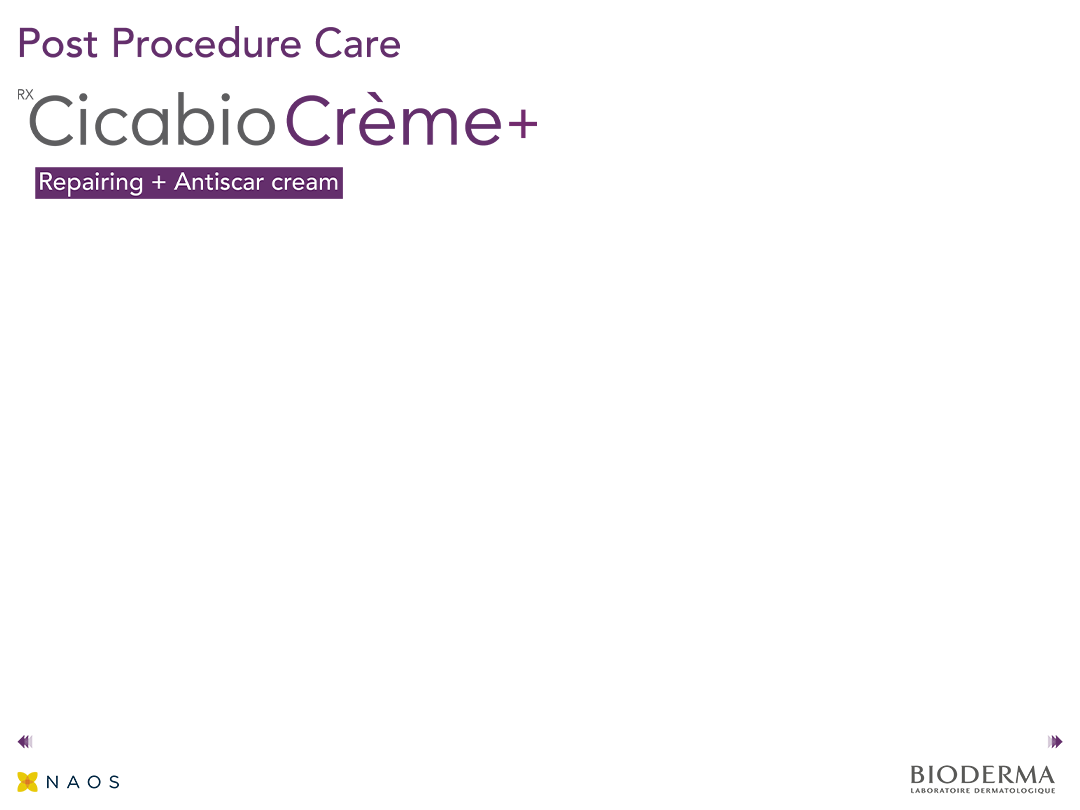 Post Procedure Care
RX
Cicabio Crème+
Repairing + Antiscar cream
NAOS
BIODERMA
LABORATOIRE DERMATOLOGIQUE